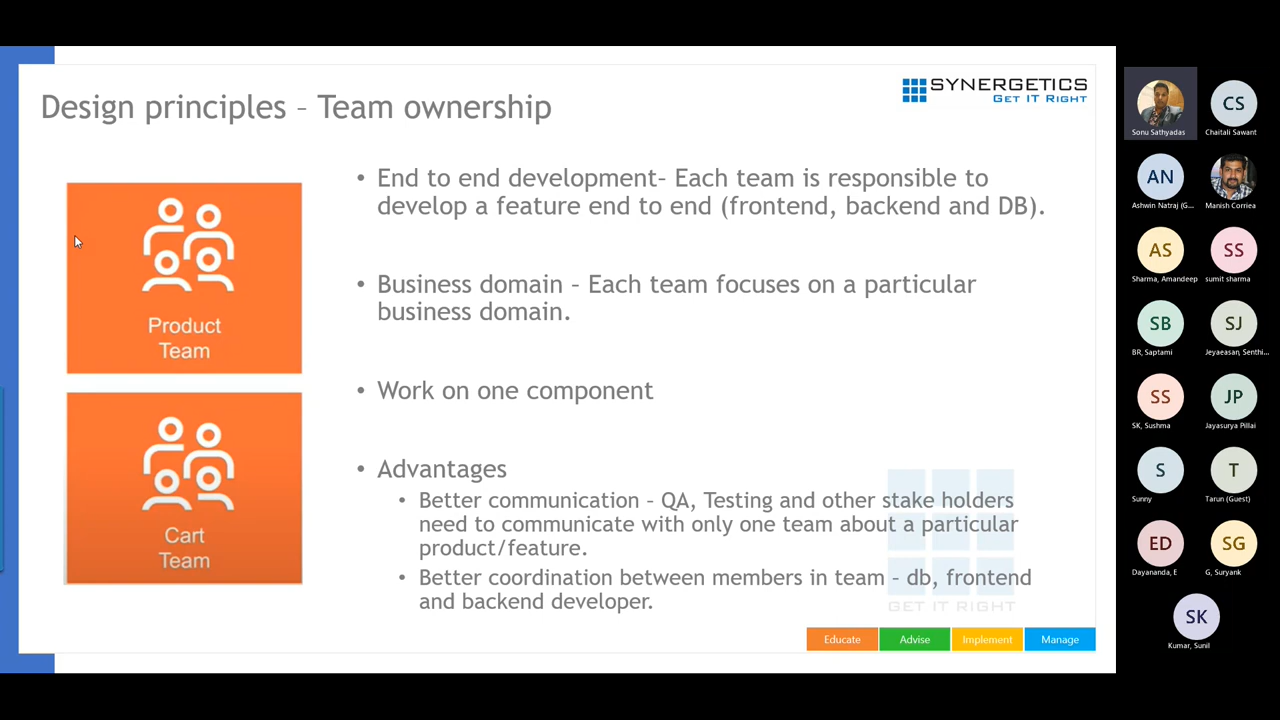 Design principles – Team ownership
SYNERGETICS
GET IT RIGHT
Product
Team
Cart
Team
• End to end development– Each team is responsible to
develop a feature end to end (frontend, backend and DB).
• Business domain – Each team focuses on a particular
business domain.
• Work on one component
• Advantages
• Better communication – QA, Testing and other stake holders
need to communicate with only one team about a particular
product/feature.
• Better coordination between members in team – db, frontend
and backend developer.
GET IT RIGHT
Educate
Advise
Implement
Manage
Sonu Sathyadas
CS
Chaitali Sawant
AN
Ashwin Natraj (G...
Manish Corriea
AS
Sharma, Amandeep
SS
sumit sharma
SB
BR, Saptami
SJ
Jeyaeasan, Senthi...
SS
SK, Sushma
JP
Jayasurya Pillai
S
Sunny
T
Tarun (Guest)
ED
Dayananda, E
SG
G, Suryank
SK
Kumar, Sunil